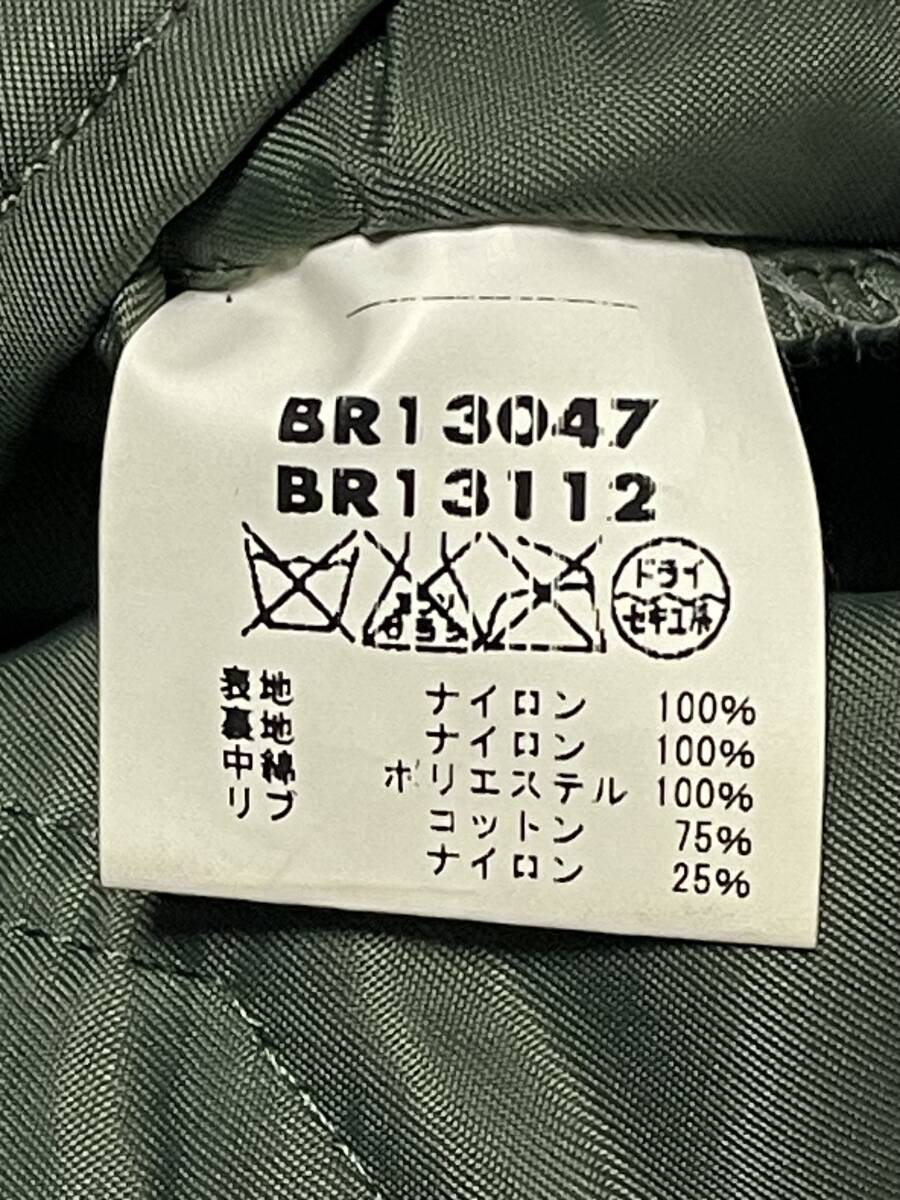 BR13047
BR13112
ドライ
セキユ系
表地 ナイロン 100%
裏地 ナイロン 100%
中綿 ポリエステル 100%
リブ コットン 75%
ナイロン 25%